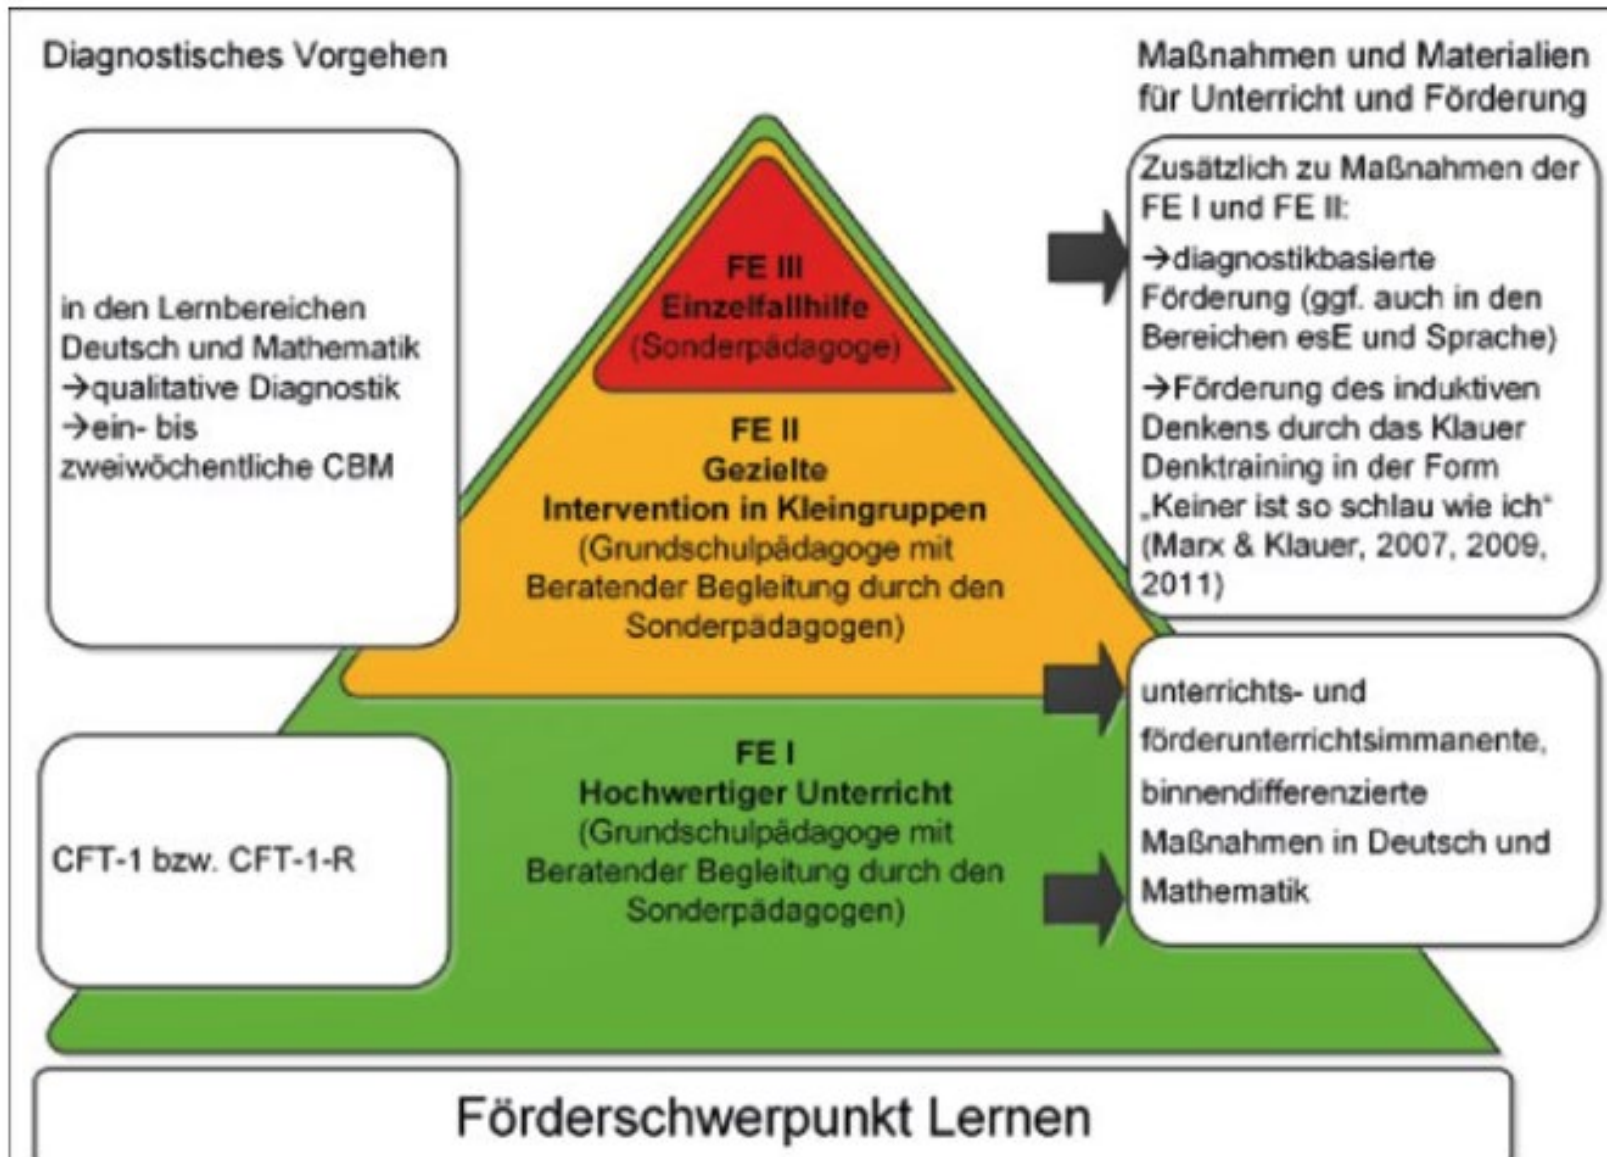 Diagnostisches Vorgehen
in den Lernbereichen
Deutsch und Mathematik
→qualitative Diagnostik
→ein- bis
zweiwöchentliche CBM
CFT-1 bzw. CFT-1-R
FE III
Einzelfallhilfe
(Sonderpädagoge)
FE II
Gezielte
Intervention in Kleingruppen
(Grundschulpädagoge mit
Beratender Begleitung durch den
Sonderpädagogen)
FE I
Hochwertiger Unterricht
(Grundschulpädagoge mit
Beratender Begleitung durch den
Sonderpädagogen)
Maßnahmen und Materialien
für Unterricht und Förderung
Zusätzlich zu Maßnahmen der
FE I und FE II:
→diagnostikbasierte
Förderung (ggf. auch in den
Bereichen esE und Sprache)
→Förderung des induktiven
Denkens durch das Klauer
Denktraining in der Form
„Keiner ist so schlau wie ich“
(Marx & Klauer, 2007, 2009,
2011)
unterrichts- und
förderunterrichtsimmanente,
binnendifferenzierte
Maßnahmen in Deutsch und
Mathematik
Förderschwerpunkt Lernen